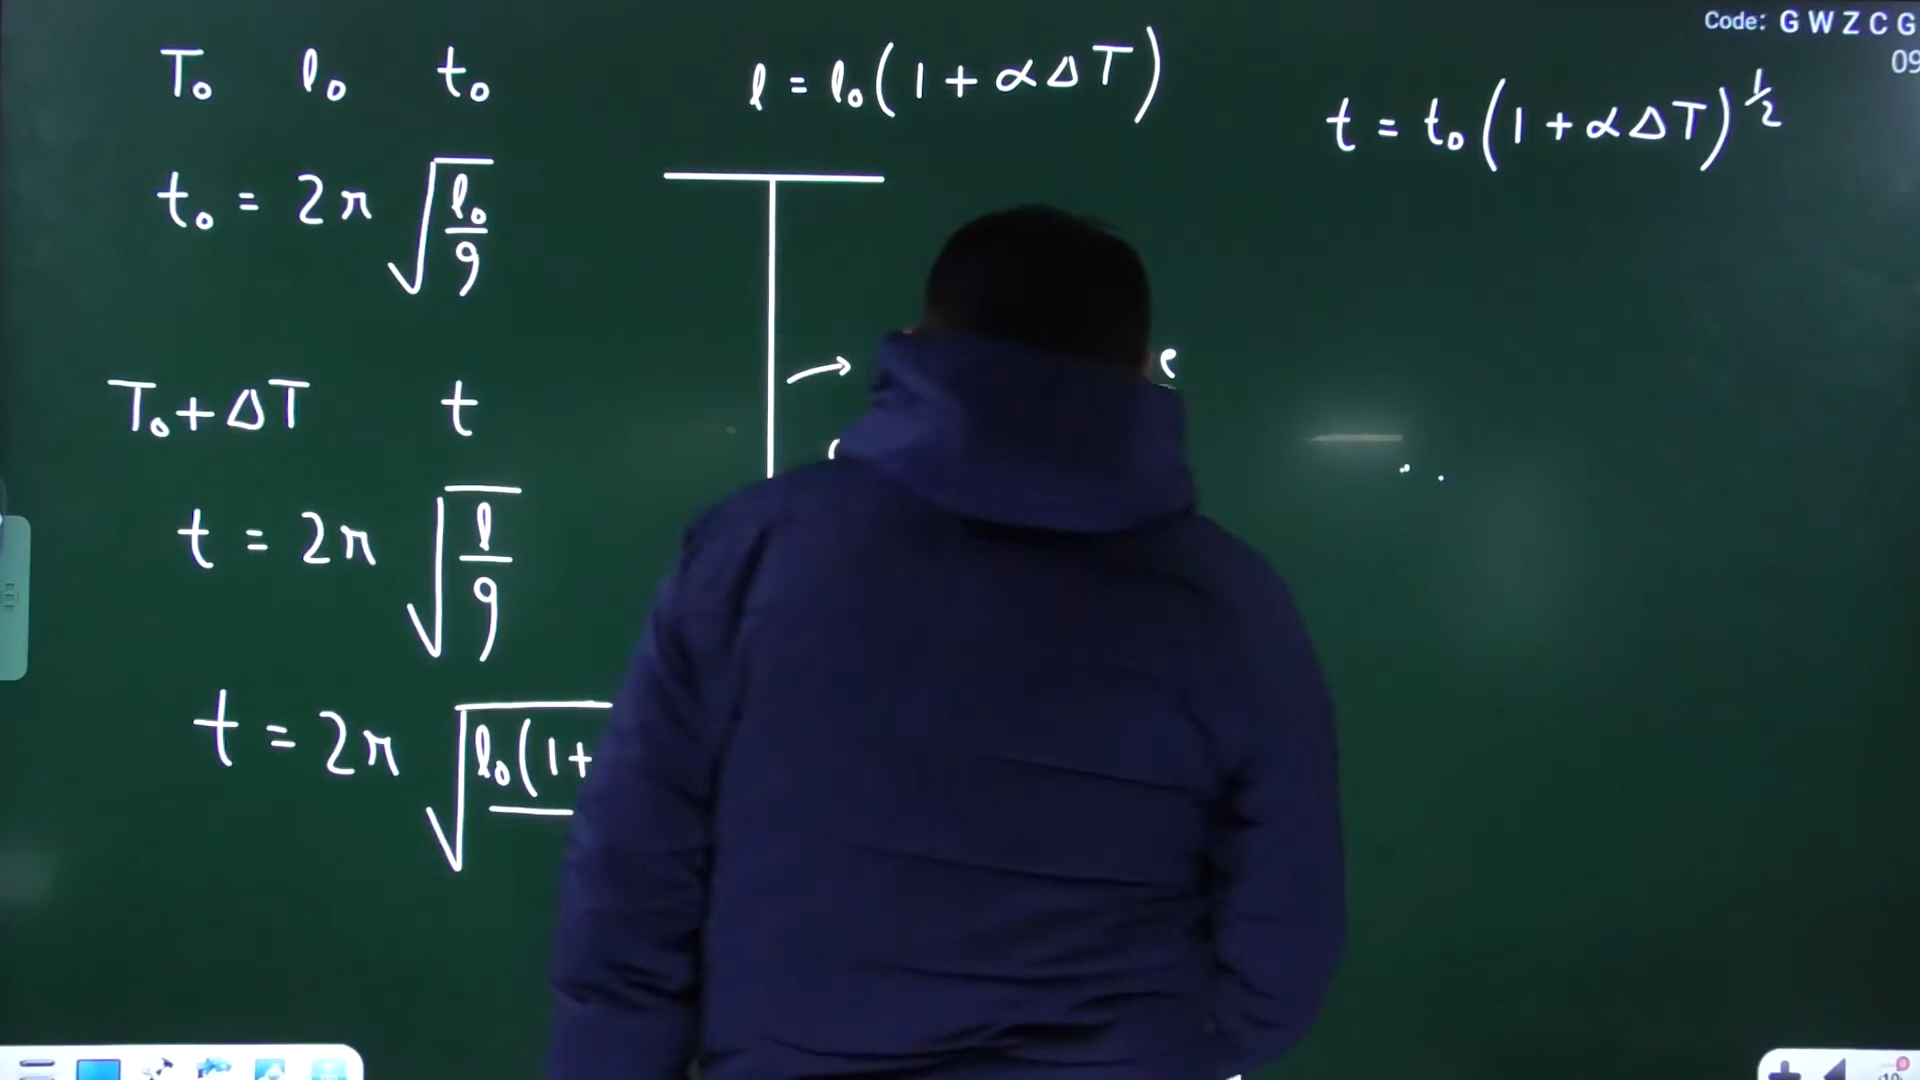 Code: G W Z C G
09
T₀ l₀ t₀
t₀ = 2π √(l₀/g)
T₀ + ΔT t
t = 2π √(l/g)
t = 2π √(l₀(1+
l = l₀(1 + αΔT)
e
t = t₀(1 + αΔT)^½